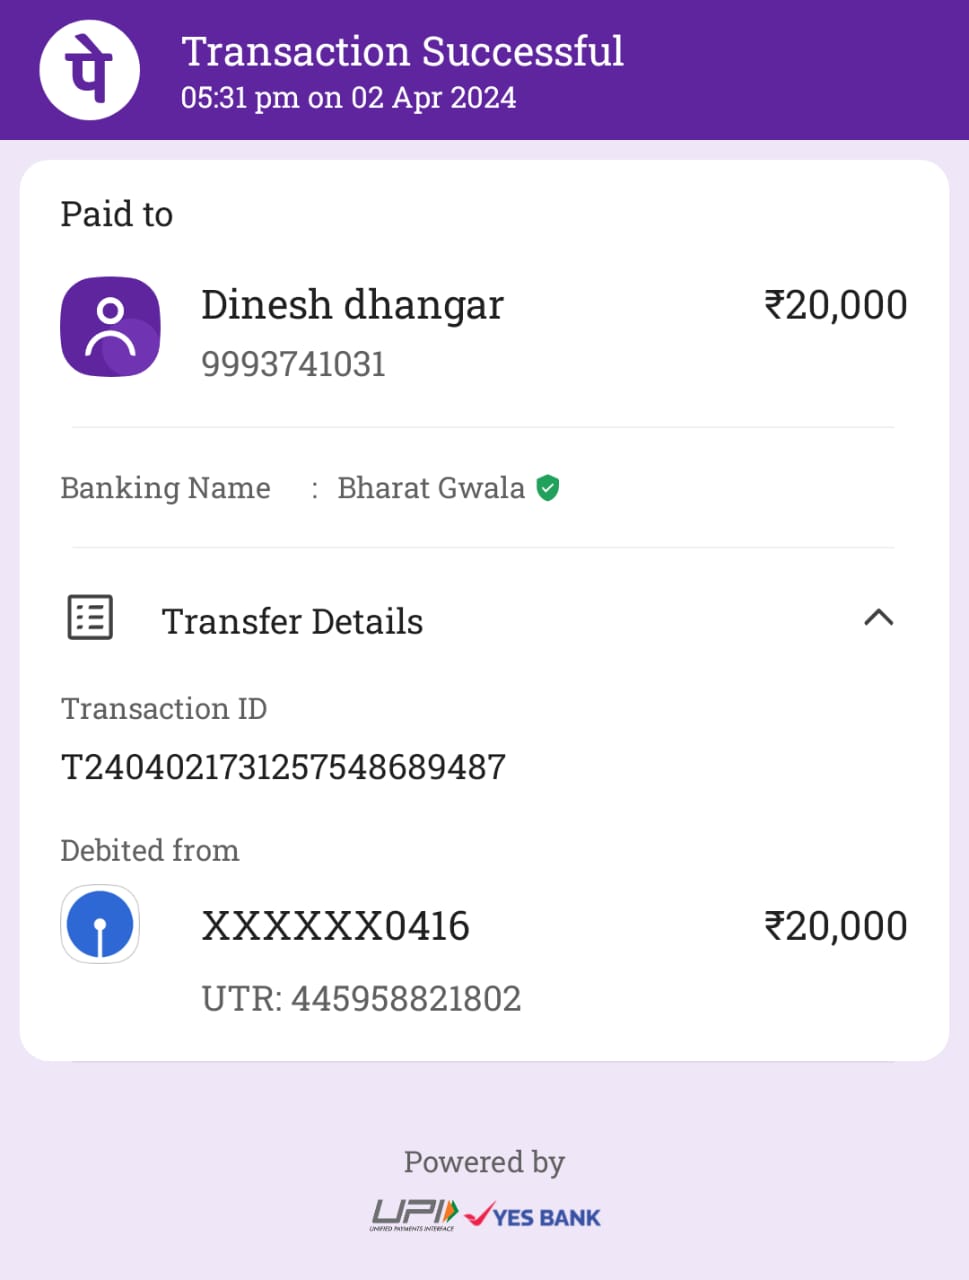 पे
Transaction Successful
05:31 pm on 02 Apr 2024
Paid to
Dinesh dhangar ₹20,000
9993741031
Banking Name : Bharat Gwala
Transfer Details
Transaction ID
T2404021731257548689487
Debited from
XXXXXX0416 ₹20,000
UTR: 445958821802
Powered by
UPI YES BANK
UNIFIED PAYMENTS INTERFACE